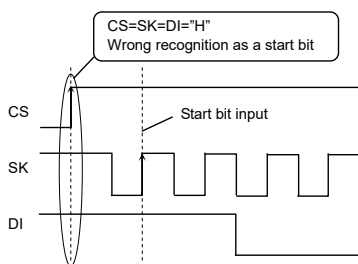 CS=SK=DI=”H”
Wrong recognition as a start bit
Start bit input
CS
SK
DI